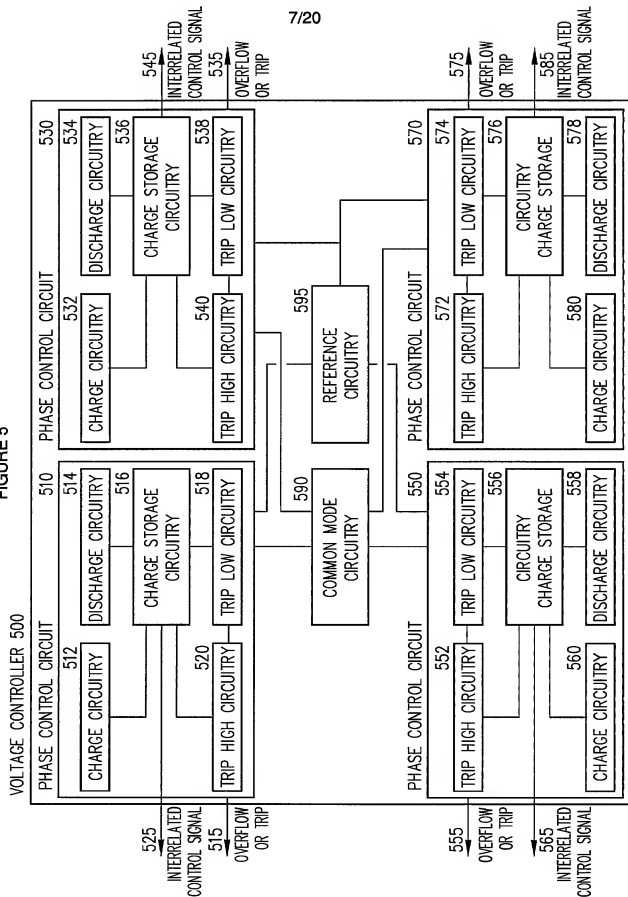 7/20
FIGURE 5
VOLTAGE CONTROLLER 500
PHASE CONTROL CIRCUIT
510
512
CHARGE CIRCUITRY
514
DISCHARGE CIRCUITRY
516
CHARGE STORAGE
CIRCUITRY
518
TRIP LOW CIRCUITRY
520
TRIP HIGH CIRCUITRY
525
INTERRELATED
CONTROL SIGNAL
515
OVERFLOW
OR TRIP
PHASE CONTROL CIRCUIT
530
532
CHARGE CIRCUITRY
534
DISCHARGE CIRCUITRY
536
CHARGE STORAGE
CIRCUITRY
538
TRIP LOW CIRCUITRY
540
TRIP HIGH CIRCUITRY
545
INTERRELATED
CONTROL SIGNAL
535
OVERFLOW
OR TRIP
590
COMMON MODE
CIRCUITRY
595
REFERENCE
CIRCUITRY
PHASE CONTROL CIRCUIT
550
552
TRIP HIGH CIRCUITRY
554
TRIP LOW CIRCUITRY
556
CIRCUITRY
CHARGE STORAGE
558
DISCHARGE CIRCUITRY
560
CHARGE CIRCUITRY
555
OVERFLOW
OR TRIP
565
INTERRELATED
CONTROL SIGNAL
PHASE CONTROL CIRCUIT
570
572
TRIP HIGH CIRCUITRY
574
TRIP LOW CIRCUITRY
576
CIRCUITRY
CHARGE STORAGE
578
DISCHARGE CIRCUITRY
580
CHARGE CIRCUITRY
575
OVERFLOW
OR TRIP
585
INTERRELATED
CONTROL SIGNAL